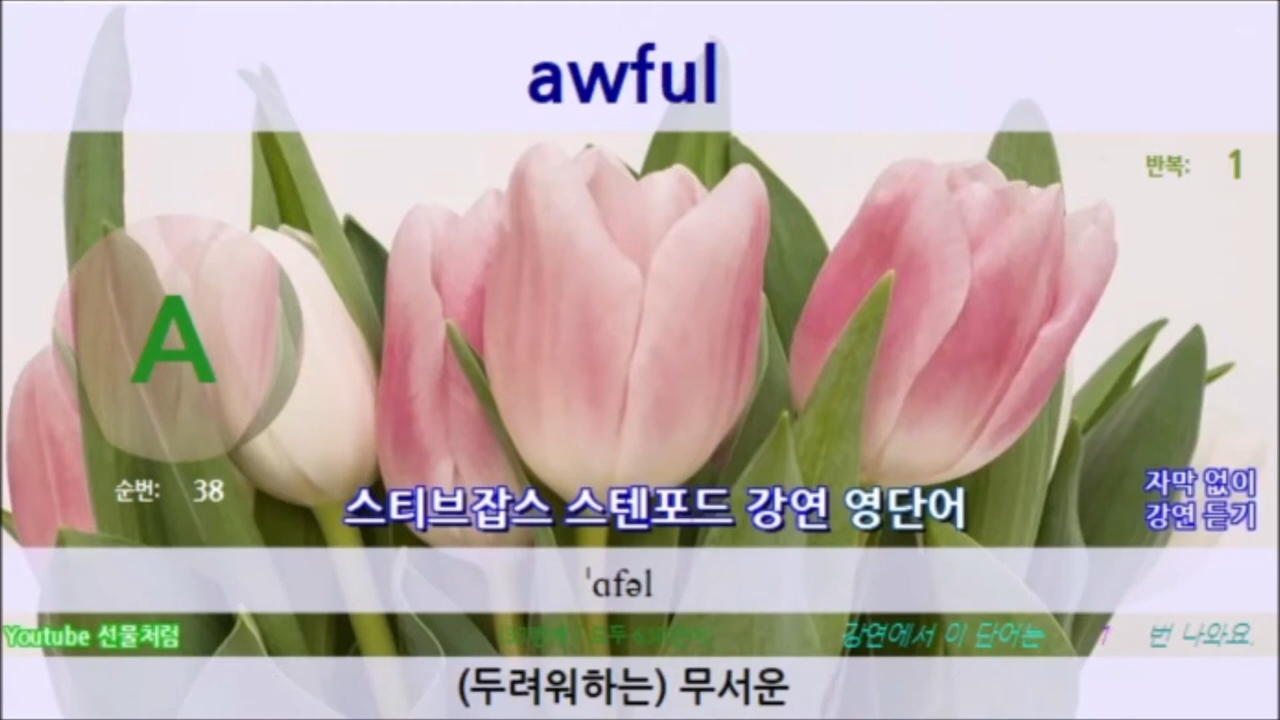 awful
반복: 1
A
순번: 38
스티브잡스 스텐포드 강연 영단어
자막 없이
강연 듣기
ˈɑfəl
Youtube 선물처럼
강연에서 이 단어는 1 번 나와요.
(두려워하는) 무서운